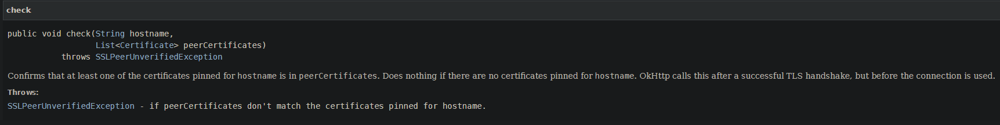 check
public void check(String hostname,
List<Certificate> peerCertificates)
throws SSLPeerUnverifiedException
Confirms that at least one of the certificates pinned for hostname is in peerCertificates. Does nothing if there are no certificates pinned for hostname. OkHttp calls this after a successful TLS handshake, but before the connection is used.
Throws:
SSLPeerUnverifiedException - if peerCertificates don't match the certificates pinned for hostname.